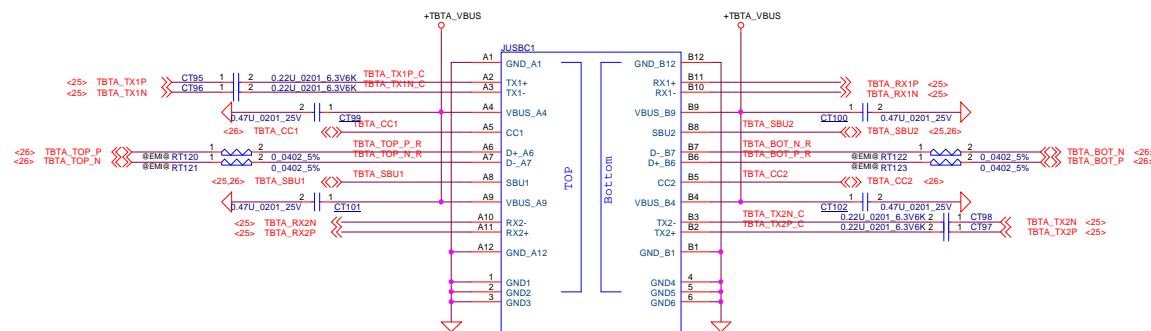 +TBTA_VBUS +TBTA_VBUS
JUSBC1
A1 GND_A1 GND_B12 B12
<25> TBTA_TX1P CT95 1 2 0.22U_0201_6.3V6K TBTA_TX1P_C A2 TX1+ RX1+ B11 TBTA_RX1P <25>
<25> TBTA_TX1N CT96 1 2 0.22U_0201_6.3V6K TBTA_TX1N_C A3 TX1- RX1- B10 TBTA_RX1N <25>
0.47U_0201_25V 2 1 CT99 A4 VBUS_A4 VBUS_B9 B9 CT100 1 2 0.47U_0201_25V
<26> TBTA_CC1 TBTA_CC1 A5 CC1 SBU2 B8 TBTA_SBU2 TBTA_SBU2 <25,26>
<26> TBTA_TOP_P @EMI@ RT120 1 2 0_0402_5% TBTA_TOP_P_R A6 D+_A6 D-_B7 B7 TBTA_BOT_N_R @EMI@ RT122 1 2 0_0402_5% TBTA_BOT_N <26>
<26> TBTA_TOP_N @EMI@ RT121 1 2 0_0402_5% TBTA_TOP_N_R A7 D-_A7 D+_B6 B6 TBTA_BOT_P_R @EMI@ RT123 1 2 0_0402_5% TBTA_BOT_P <26>
<25,26> TBTA_SBU1 TBTA_SBU1 A8 SBU1 CC2 B5 TBTA_CC2 TBTA_CC2 <26>
0.47U_0201_25V 2 1 CT101 A9 VBUS_A9 VBUS_B4 B4 CT102 1 2 0.47U_0201_25V
<25> TBTA_RX2N A10 RX2- TX2- B3 TBTA_TX2N_C 0.22U_0201_6.3V6K 2 1 CT98 TBTA_TX2N <25>
<25> TBTA_RX2P A11 RX2+ TX2+ B2 TBTA_TX2P_C 0.22U_0201_6.3V6K 2 1 CT97 TBTA_TX2P <25>
A12 GND_A12 GND_B1 B1
1 GND1 GND4 4
2 GND2 GND5 5
3 GND3 GND6 6
TOP
Bottom